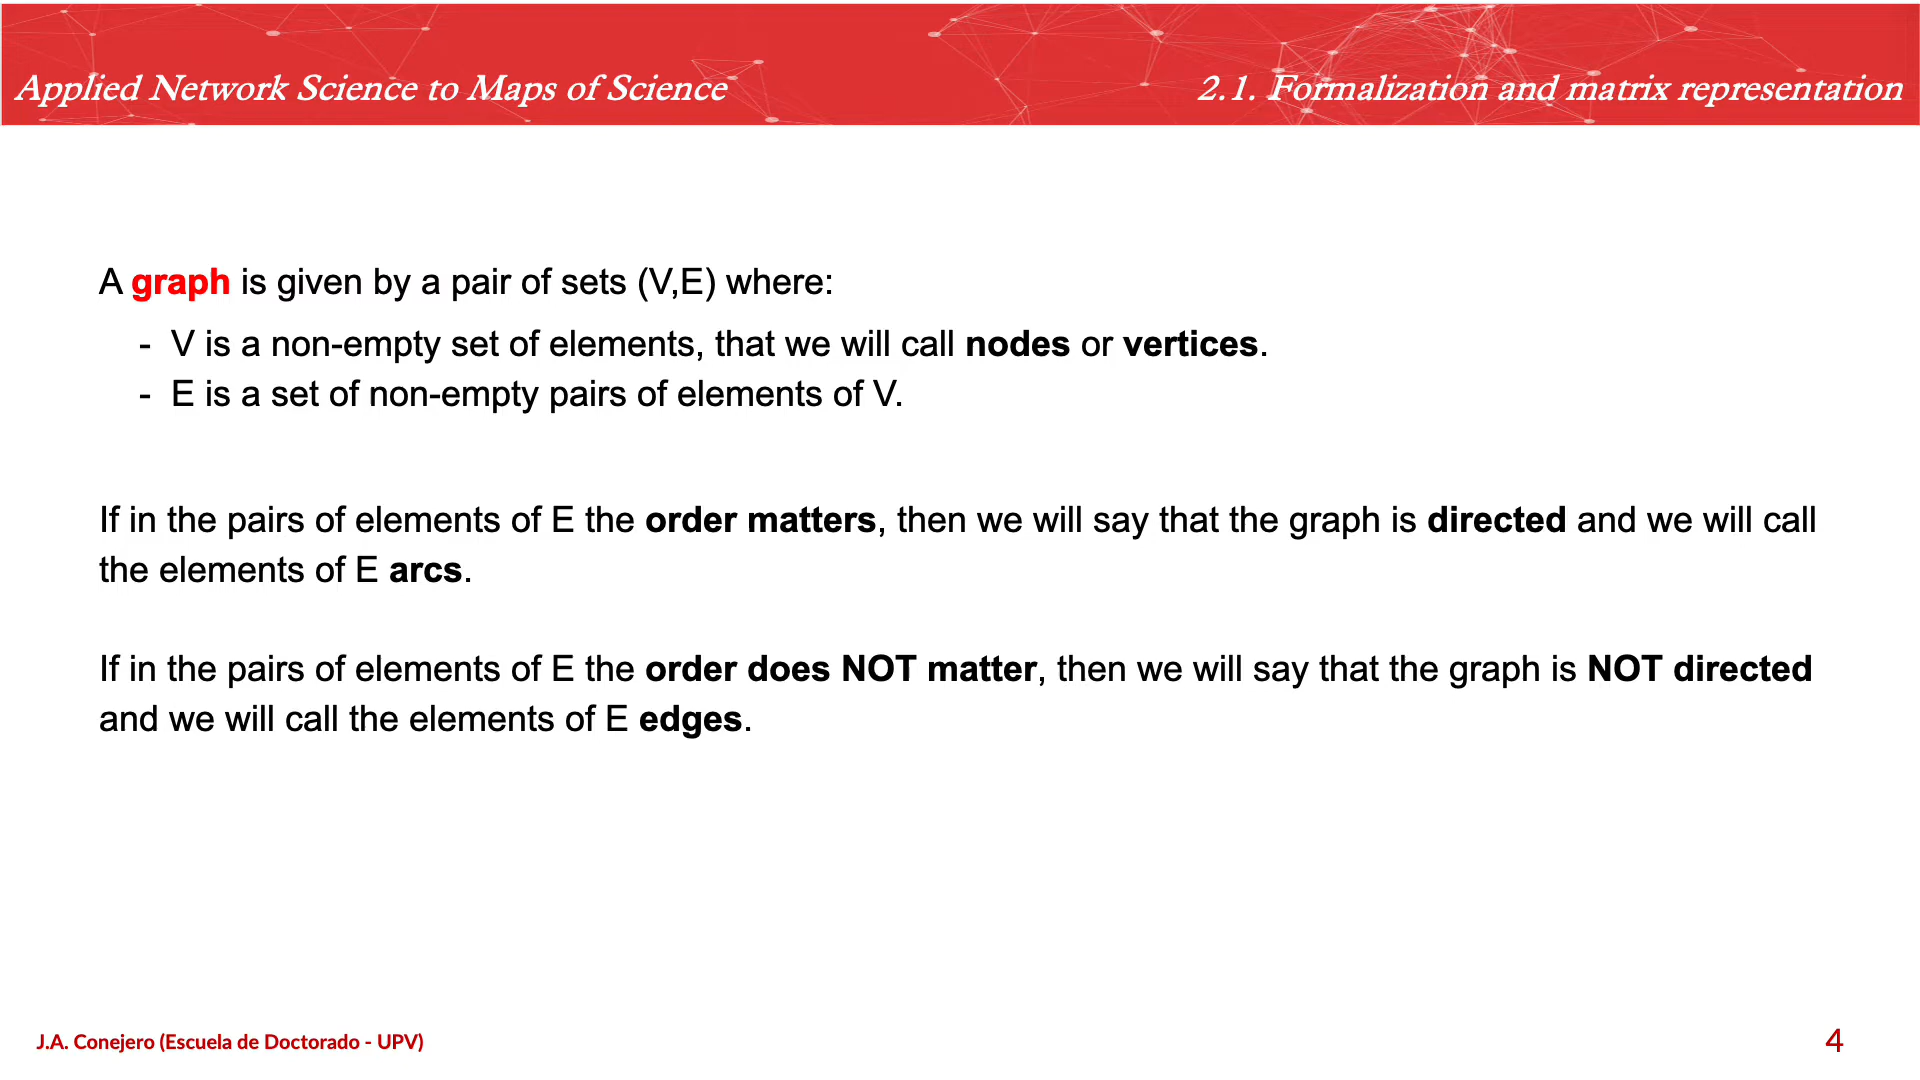 Applied Network Science to Maps of Science
2.1. Formalization and matrix representation
A graph is given by a pair of sets (V,E) where:
- V is a non-empty set of elements, that we will call nodes or vertices.
- E is a set of non-empty pairs of elements of V.
If in the pairs of elements of E the order matters, then we will say that the graph is directed and we will call
the elements of E arcs.
If in the pairs of elements of E the order does NOT matter, then we will say that the graph is NOT directed
and we will call the elements of E edges.
J.A. Conejero (Escuela de Doctorado - UPV)
4